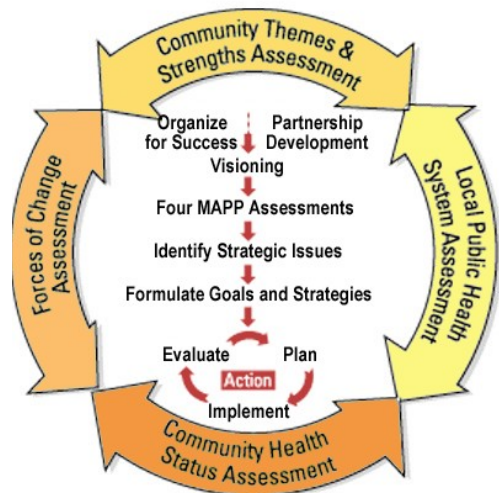 Community Themes &
Strengths Assessment
Organize
for Success
Partnership
Development
Visioning
Four MAPP Assessments
Identify Strategic Issues
Formulate Goals and Strategies
Evaluate
Plan
Action
Implement
Forces of Change
Assessment
Local Public Health
System Assessment
Community Health
Status Assessment